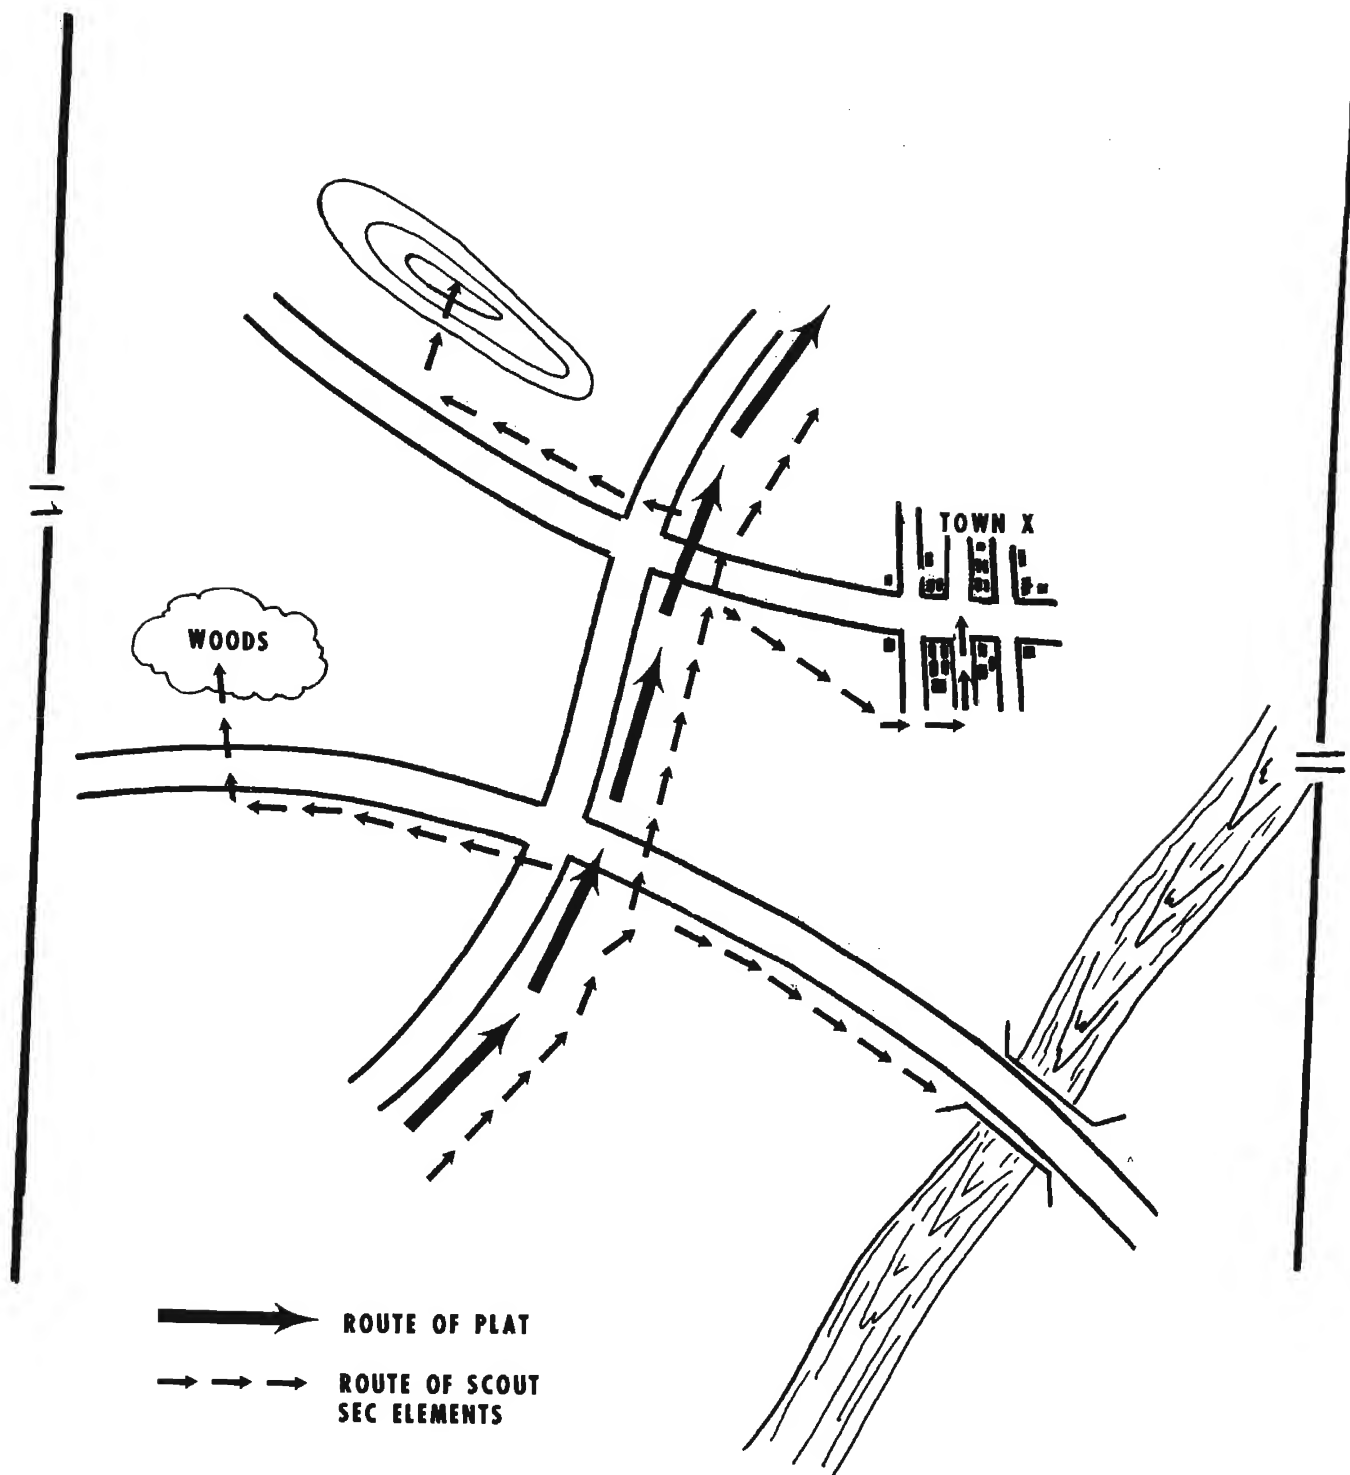 TOWN X
WOODS
ROUTE OF PLAT
ROUTE OF SCOUT
SEC ELEMENTS